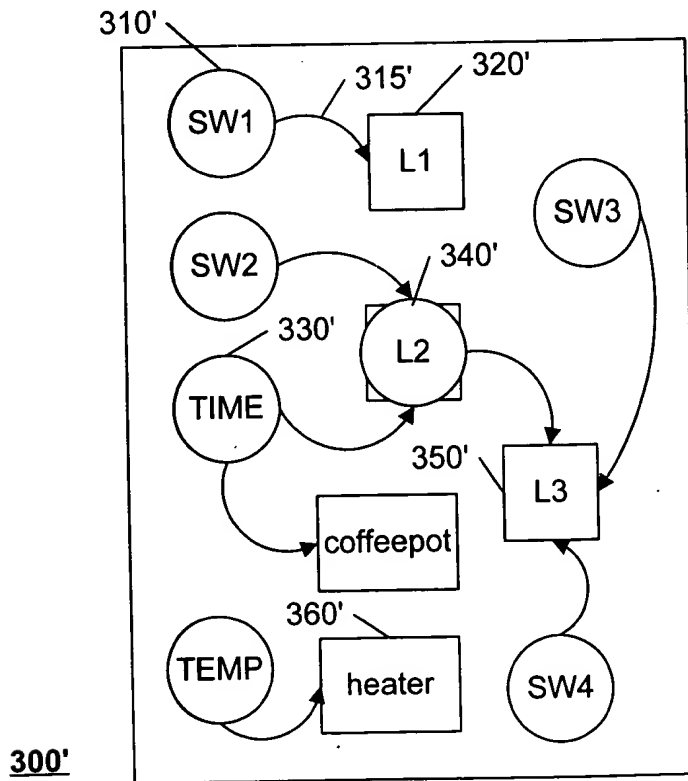 310'
315'
320'
SW1
L1
SW3
SW2
340'
330'
L2
TIME
350'
L3
coffeepot
360'
TEMP
heater
SW4
300'